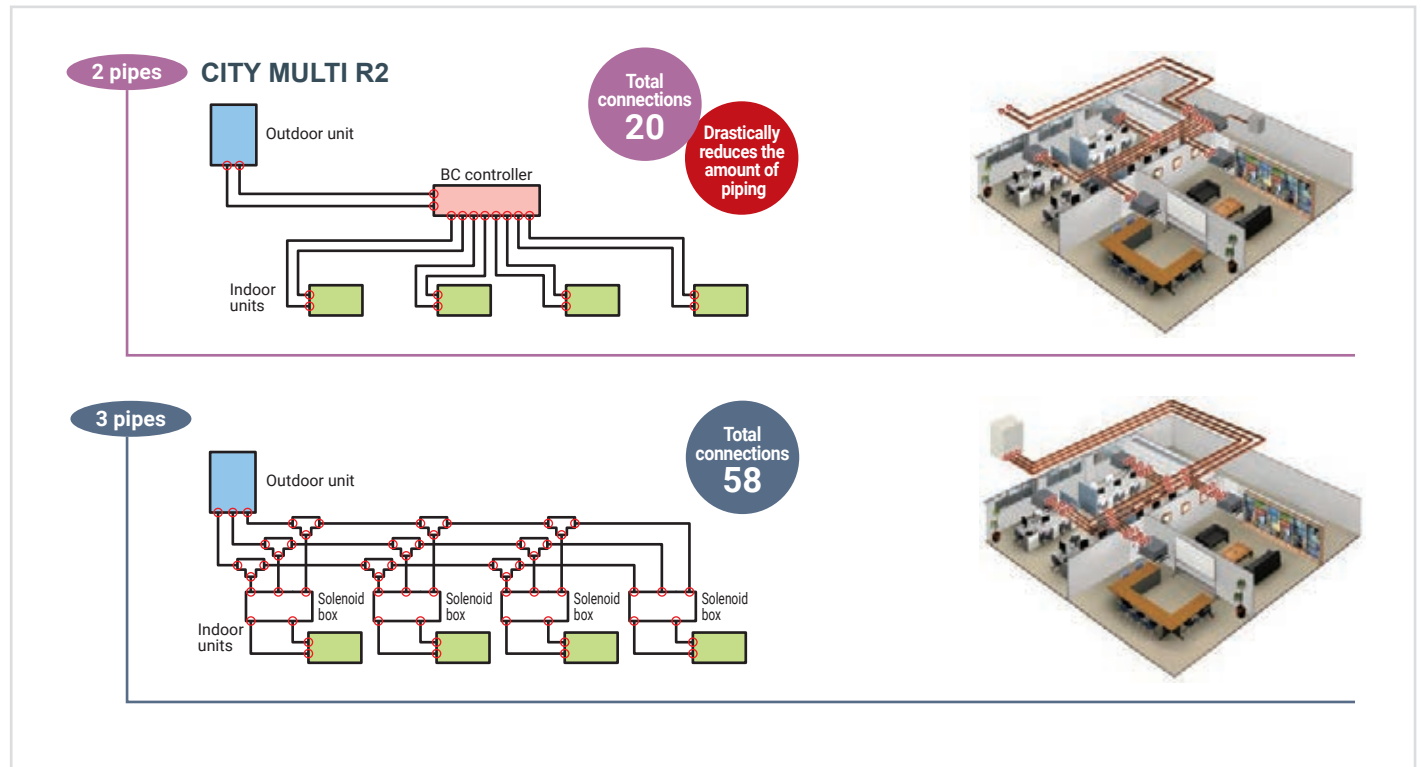 2 pipes
CITY MULTI R2
Total
connections
20
Drastically
reduces the
amount of
piping
Outdoor unit
BC controller
Indoor
units
3 pipes
Total
connections
58
Outdoor unit
Solenoid
box
Solenoid
box
Solenoid
box
Solenoid
box
Indoor
units